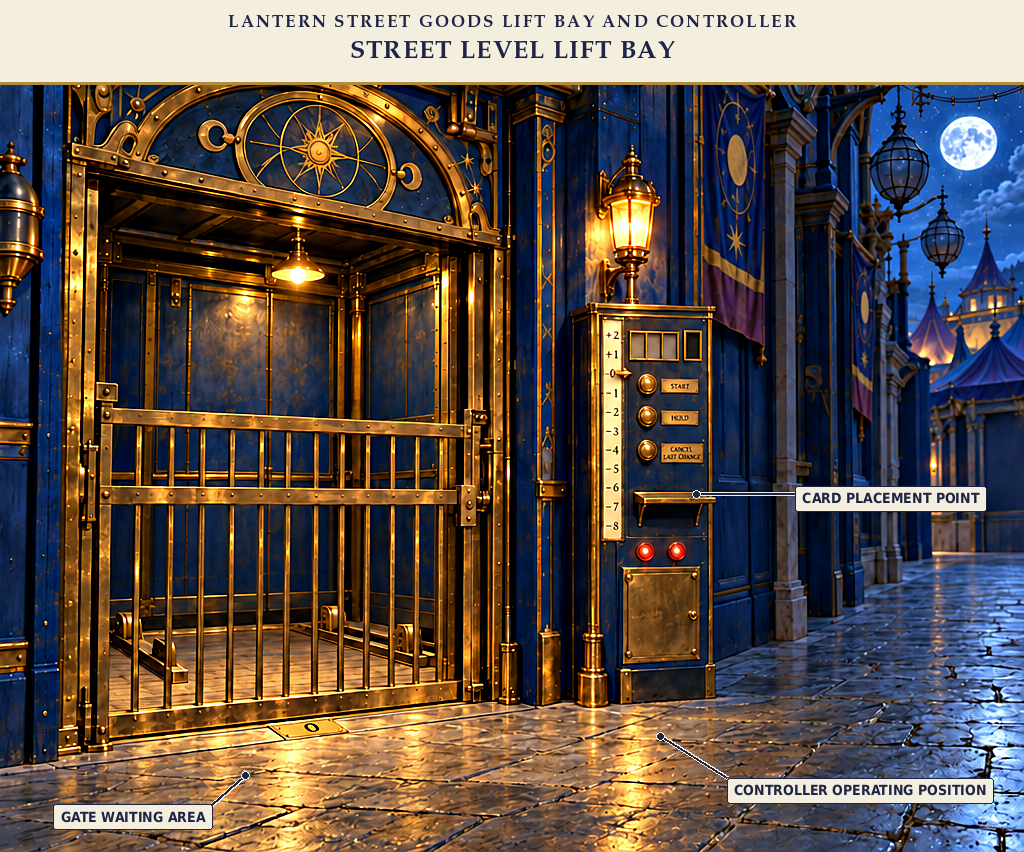 LANTERN STREET GOODS LIFT BAY AND CONTROLLER
STREET LEVEL LIFT BAY
+2
+1
0
-1
-2
-3
-4
-5
-6
-7
-8
START
HOLD
CANCEL
LAST CHANCE
CARD PLACEMENT POINT
0
CONTROLLER OPERATING POSITION
GATE WAITING AREA